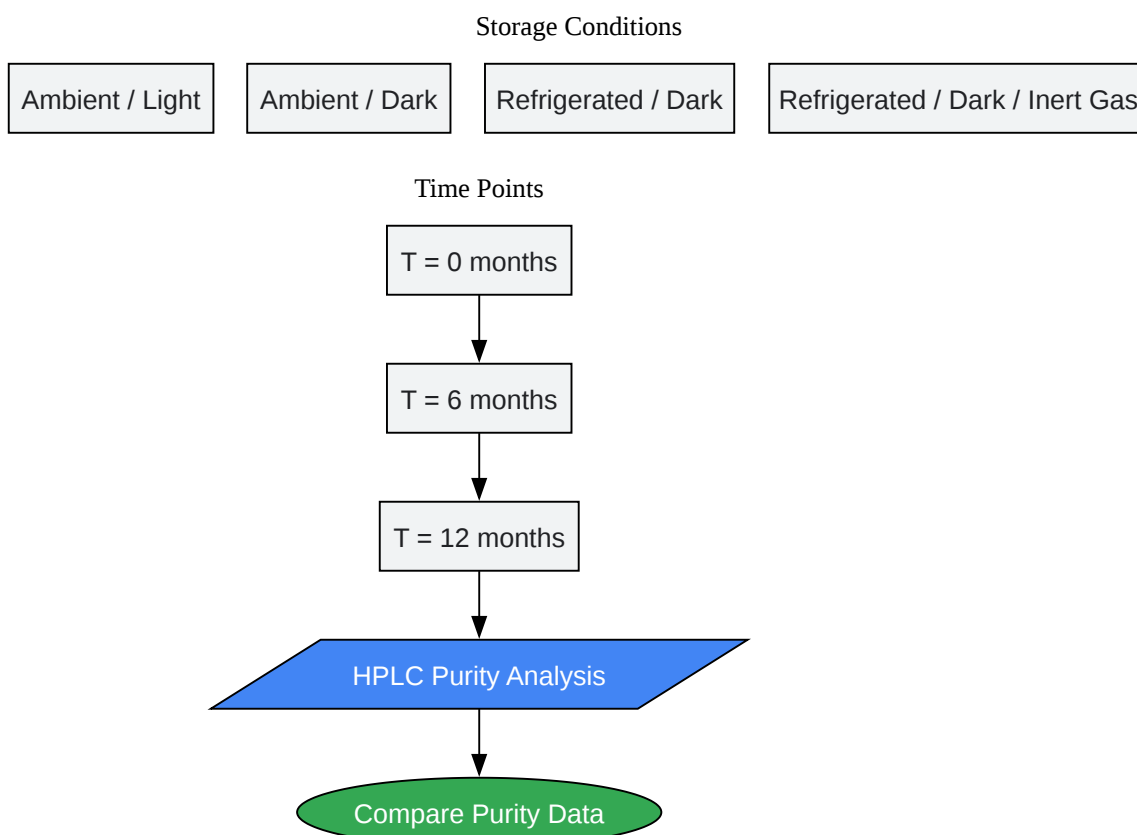 Storage Conditions
Ambient / Light
Ambient / Dark
Refrigerated / Dark
Refrigerated / Dark / Inert Gas
Time Points
T = 0 months
T = 6 months
T = 12 months
HPLC Purity Analysis
Compare Purity Data